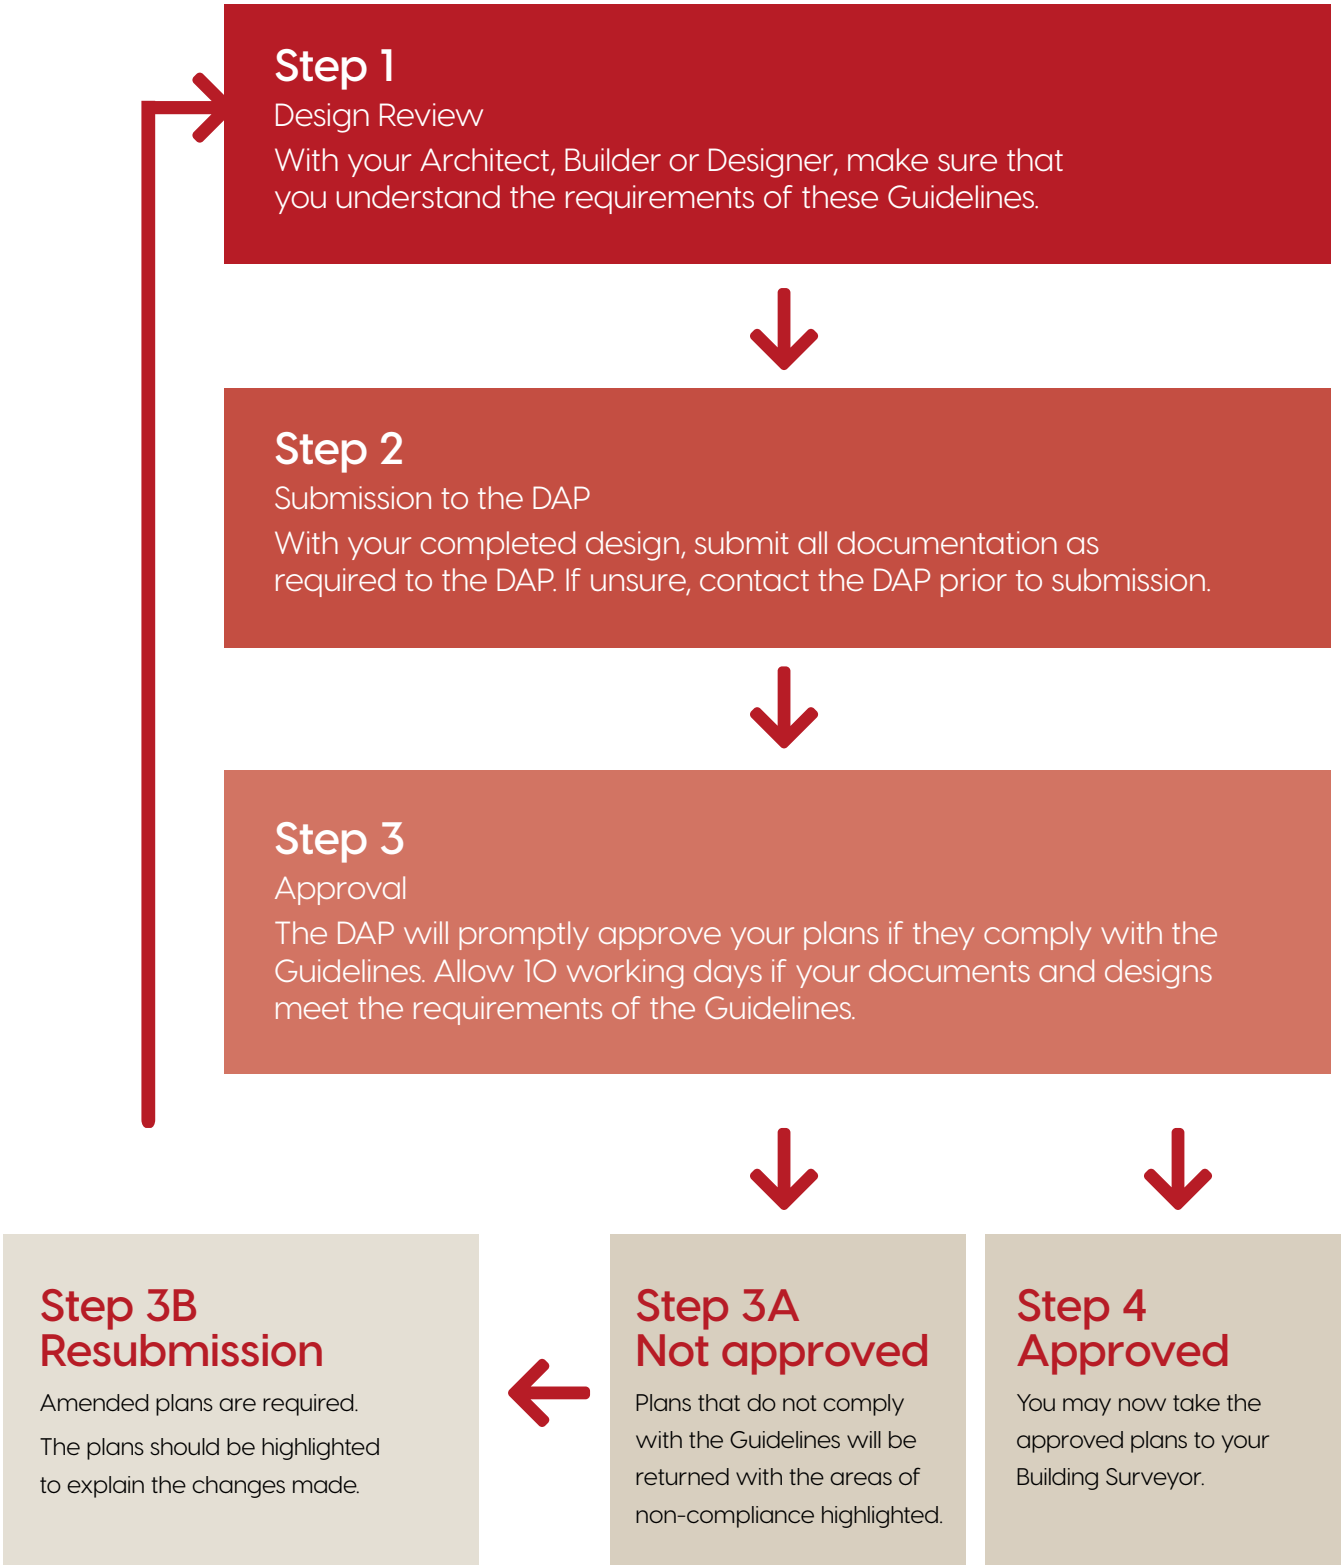 Step 1
Design Review
With your Architect, Builder or Designer, make sure that
you understand the requirements of these Guidelines.
Step 2
Submission to the DAP
With your completed design, submit all documentation as
required to the DAP. If unsure, contact the DAP prior to submission.
Step 3
Approval
The DAP will promptly approve your plans if they comply with the
Guidelines. Allow 10 working days if your documents and designs
meet the requirements of the Guidelines.
Step 3B
Resubmission
Amended plans are required.
The plans should be highlighted
to explain the changes made.
Step 3A
Not approved
Plans that do not comply
with the Guidelines will be
returned with the areas of
non-compliance highlighted.
Step 4
Approved
You may now take the
approved plans to your
Building Surveyor.